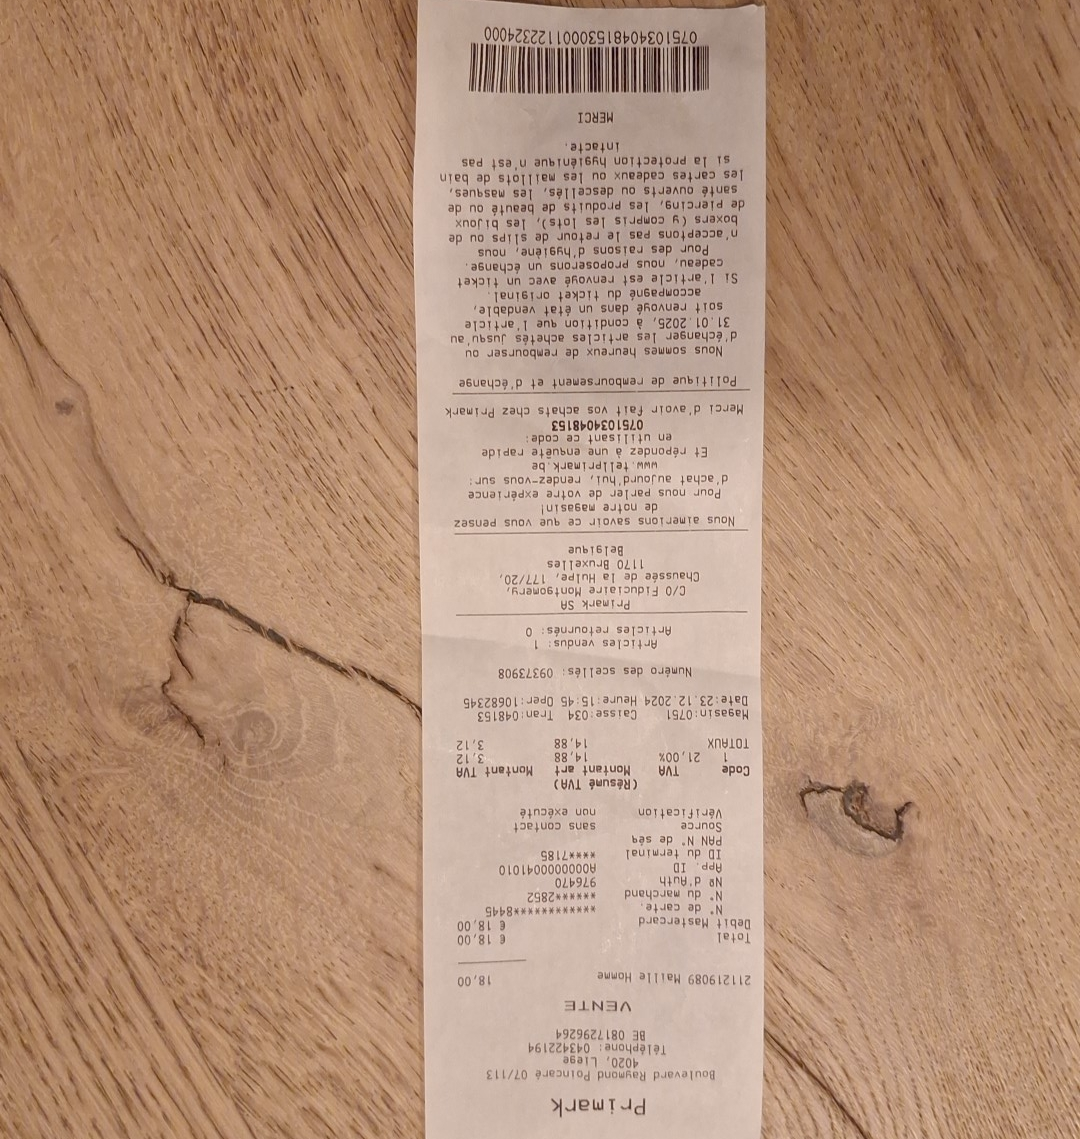 Primark
Boulevard Raymond Poincaré 07/113
4020, Liege
Téléphone: 043422194
BE 0817296264
VENTE
211219089 Maille Homme 18,00
Total € 18,00
Debit Mastercard € 18,00
N° de carte. ************8445
N° du marchand ******2852
Nº d'Auth 976470
App. ID A0000000041010
ID du terminal ****7185
PAN N° de séq
Source sans contact
Vérification non exécuté
(Résumé TVA)
Code TVA Montant art Montant TVA
1 21,00% 14,88 3,12
TOTAUX 14,88 3,12
Magasin:0751 Caisse:034 Tran:048153
Date:23.12.2024 Heure:15:45 Oper:10682345
Numéro des scellés: 09373908
Articles vendus: 1
Articles retournés: 0
Primark SA
C/O Fiduciaire Montgomery,
Chaussée de la Hulpe, 177/20,
1170 Bruxelles
Belgique
Nous aimerions savoir ce que vous pensez
de notre magasin!
Pour nous parler de votre expérience
d'achat aujourd'hui, rendez-vous sur:
www.tellprimark.be
Et répondez à une enquête rapide
en utilisant ce code:
0751034048153
Merci d'avoir fait vos achats chez Primark
Politique de remboursement et d'échange
Nous sommes heureux de rembourser ou
d'échanger les articles achetés jusqu'au
31.01.2025, à condition que l'article
soit renvoyé dans un état vendable,
accompagné du ticket original.
Si l'article est renvoyé avec un ticket
cadeau, nous proposerons un échange.
Pour des raisons d'hygiène, nous
n'acceptons pas le retour de slips ou de
boxers (y compris les lots), les bijoux
de piercing, les produits de beauté ou de
santé ouverts ou descellés, les masques,
les cartes cadeaux ou les maillots de bain
si la protection hygiénique n'est pas
intacte.
MERCI
0751034048153000112232​4000